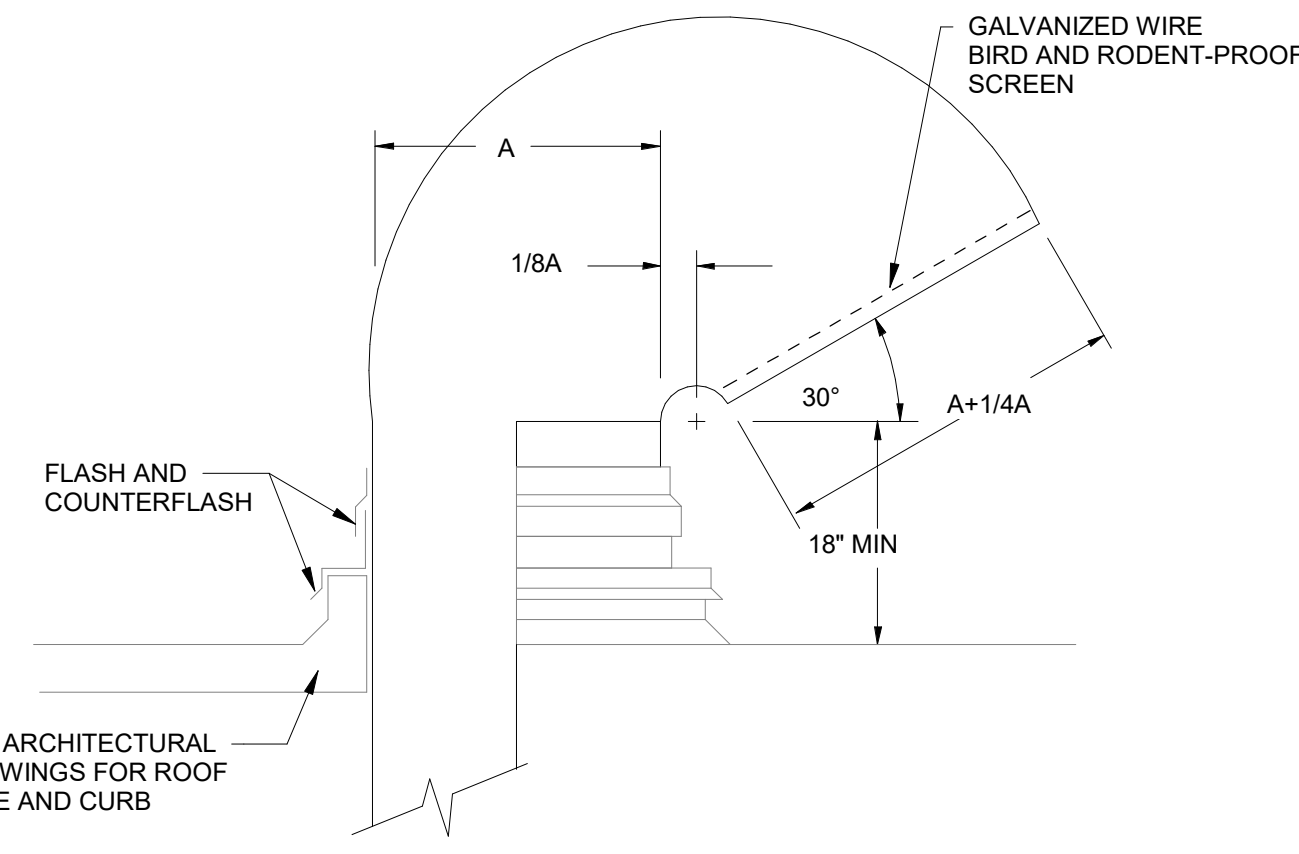 GALVANIZED WIRE
BIRD AND RODENT-PROOF
SCREEN
A
1/8A
30°
A+1/4A
FLASH AND
COUNTERFLASH
18" MIN
ARCHITECTURAL
WINGS FOR ROOF
E AND CURB